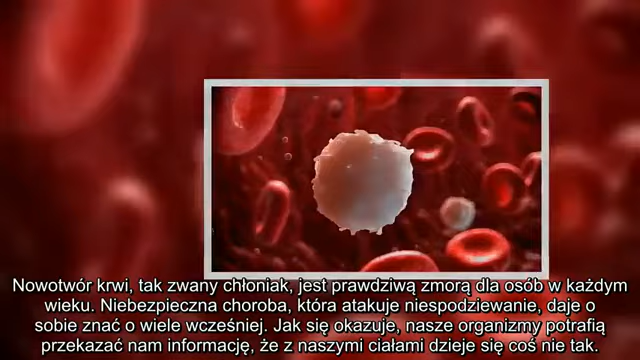 Nowotwór krwi, tak zwany chłoniak, jest prawdziwą zmorą dla osób w każdym
wieku. Niebezpieczna choroba, która atakuje niespodziewanie, daje o
sobie znać o wiele wcześniej. Jak się okazuje, nasze organizmy potrafią
przekazać nam informację, że z naszymi ciałami dzieje się coś nie tak.